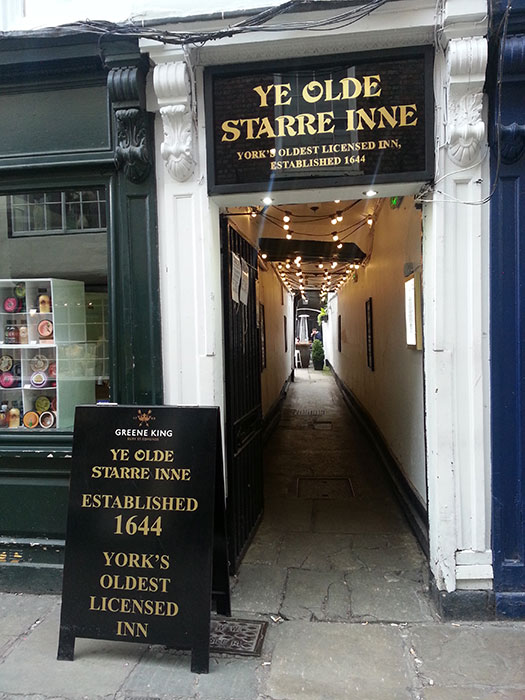 YE OLDE
STARRE INNE
YORK'S OLDEST LICENSED INN,
ESTABLISHED 1644
GREENE KING
YE OLDE
STARRE INNE
ESTABLISHED
1644
YORK'S
OLDEST
LICENSED
INN